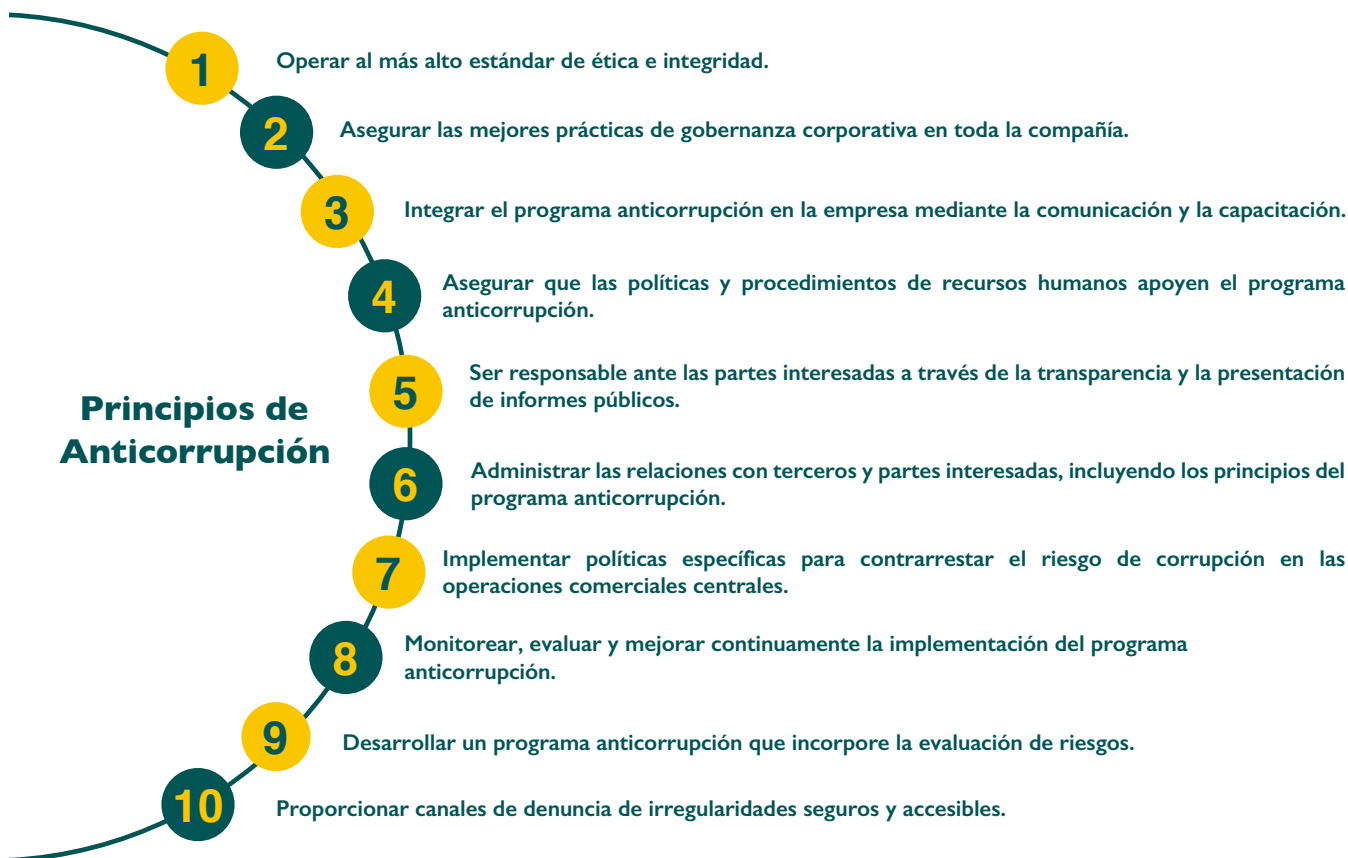 1
Operar al más alto estándar de ética e integridad.
2
Asegurar las mejores prácticas de gobernanza corporativa en toda la compañía.
3
Integrar el programa anticorrupción en la empresa mediante la comunicación y la capacitación.
4
Asegurar que las políticas y procedimientos de recursos humanos apoyen el programa
anticorrupción.
Principios de
Anticorrupción
5
Ser responsable ante las partes interesadas a través de la transparencia y la presentación
de informes públicos.
6
Administrar las relaciones con terceros y partes interesadas, incluyendo los principios del
programa anticorrupción.
7
Implementar políticas específicas para contrarrestar el riesgo de corrupción en las
operaciones comerciales centrales.
8
Monitorear, evaluar y mejorar continuamente la implementación del programa
anticorrupción.
9
Desarrollar un programa anticorrupción que incorpore la evaluación de riesgos.
10
Proporcionar canales de denuncia de irregularidades seguros y accesibles.